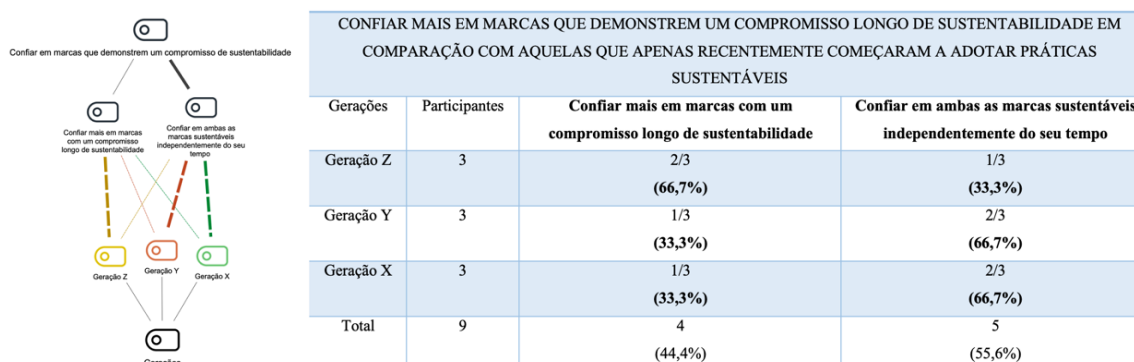 Confiar em marcas que demonstrem um compromisso de sustentabilidade
Confiar mais em marcas
com um compromisso
longo de sustentabilidade
Confiar em ambas as
marcas sustentáveis
independentemente do seu
tempo
Geração Z
Geração Y
Geração X
CONFIAR MAIS EM MARCAS QUE DEMONSTREM UM COMPROMISSO LONGO DE SUSTENTABILIDADE EM
COMPARAÇÃO COM AQUELAS QUE APENAS RECENTEMENTE COMEÇARAM A ADOTAR PRÁTICAS
SUSTENTÁVEIS
Gerações Participantes Confiar mais em marcas com um Confiar em ambas as marcas sustentáveis
compromisso longo de sustentabilidade independentemente do seu tempo
Geração Z 3 2/3 1/3
(66,7%) (33,3%)
Geração Y 3 1/3 2/3
(33,3%) (66,7%)
Geração X 3 1/3 2/3
(33,3%) (66,7%)
Total 9 4 5
(44,4%) (55,6%)